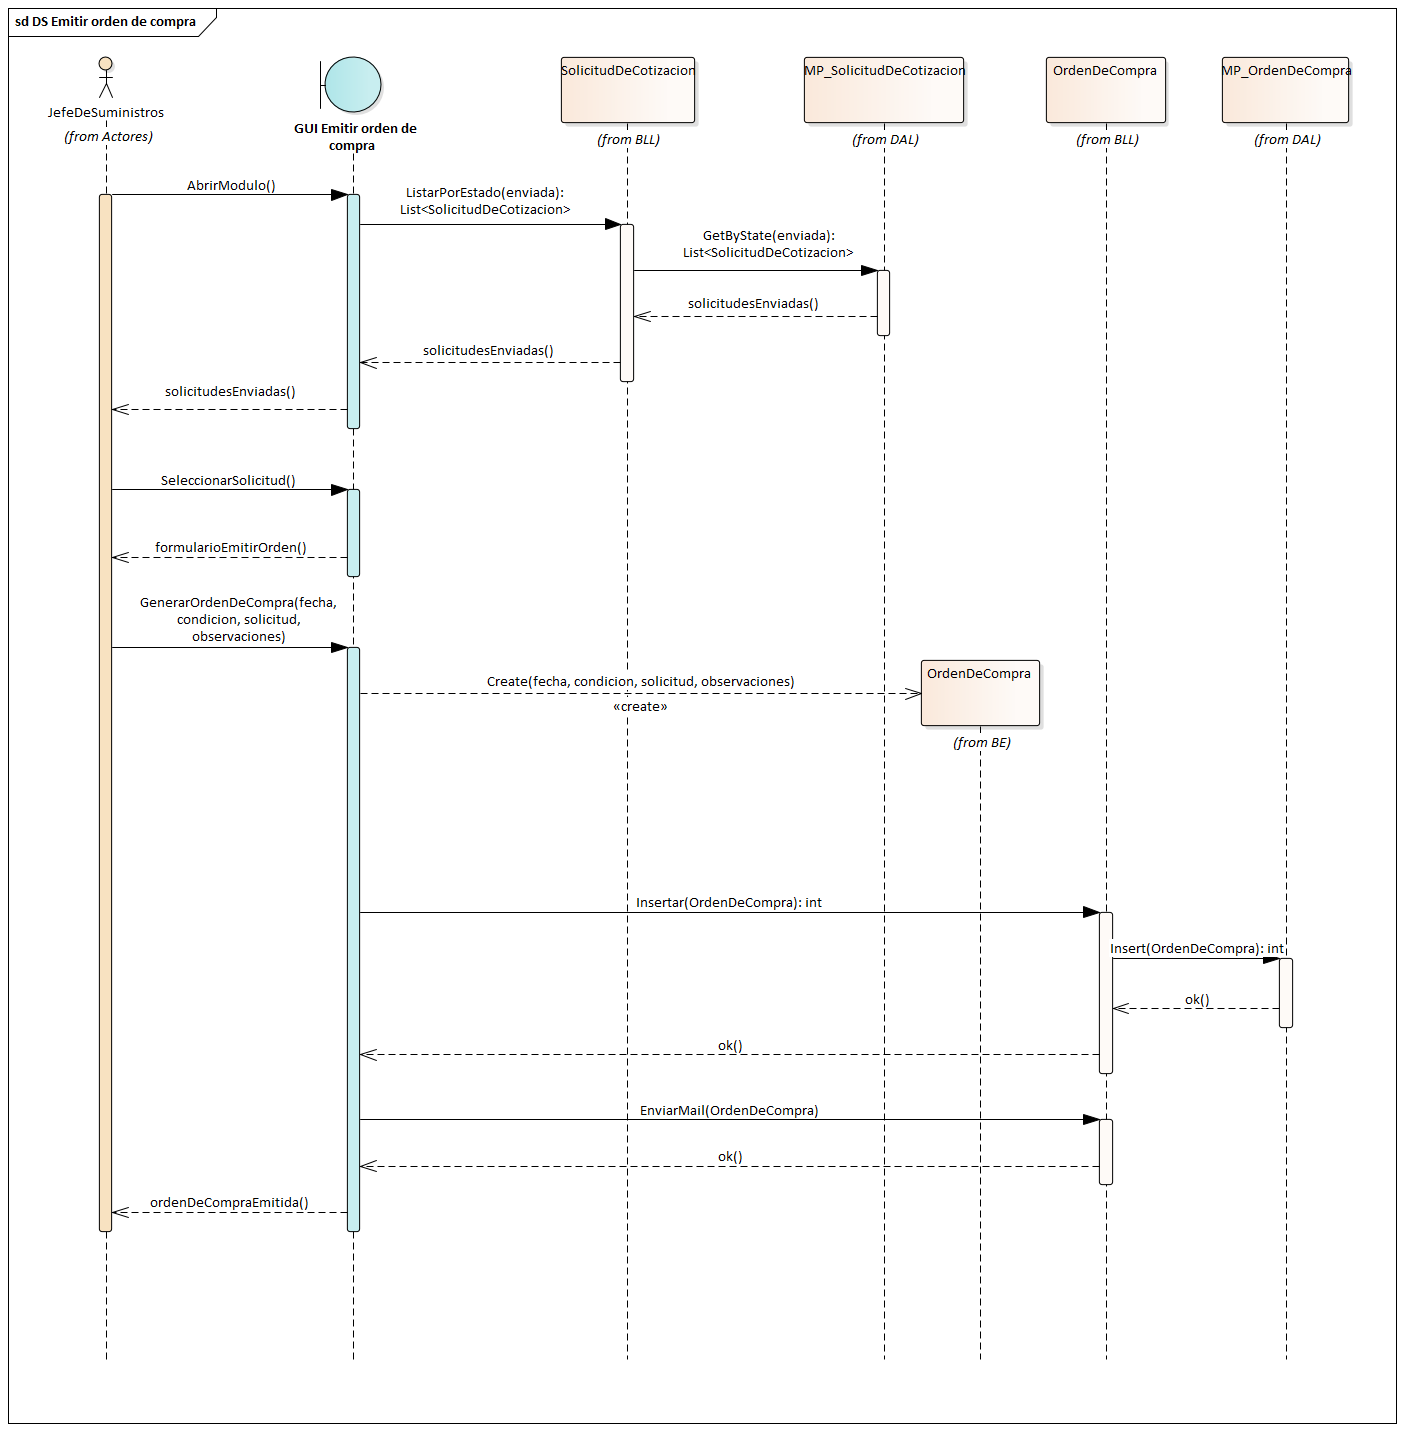 sd DS Emitir orden de compra
JefeDeSuministros
(from Actores)
GUI Emitir orden de
compra
SolicitudDeCotizacion
(from BLL)
MP_SolicitudDeCotizacion
(from DAL)
OrdenDeCompra
(from BLL)
MP_OrdenDeCompra
(from DAL)
AbrirModulo()
ListarPorEstado(enviada):
List<SolicitudDeCotizacion>
GetByState(enviada):
List<SolicitudDeCotizacion>
solicitudesEnviadas()
solicitudesEnviadas()
solicitudesEnviadas()
SeleccionarSolicitud()
formularioEmitirOrden()
GenerarOrdenDeCompra(fecha,
condicion, solicitud,
observaciones)
Create(fecha, condicion, solicitud, observaciones)
«create»
OrdenDeCompra
(from BE)
Insertar(OrdenDeCompra): int
Insert(OrdenDeCompra): int
ok()
ok()
EnviarMail(OrdenDeCompra)
ok()
ordenDeCompraEmitida()